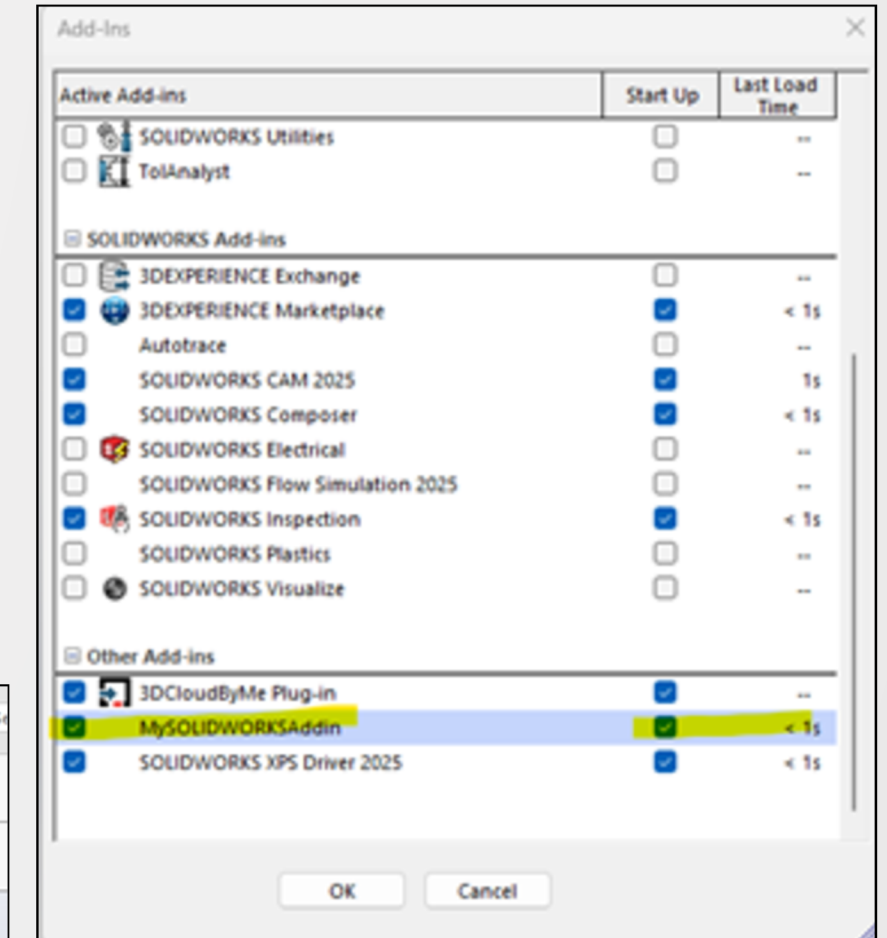 Add-Ins
Active Add-ins Start Up Last Load Time
SOLIDWORKS Utilities --
TolAnalyst --
SOLIDWORKS Add-ins
3DEXPERIENCE Exchange --
3DEXPERIENCE Marketplace < 1s
Autotrace --
SOLIDWORKS CAM 2025 1s
SOLIDWORKS Composer < 1s
SOLIDWORKS Electrical --
SOLIDWORKS Flow Simulation 2025 --
SOLIDWORKS Inspection < 1s
SOLIDWORKS Plastics --
SOLIDWORKS Visualize --
Other Add-ins
3DCloudByMe Plug-in --
MySOLIDWORKSAddin < 1s
SOLIDWORKS XPS Driver 2025 < 1s
OK Cancel